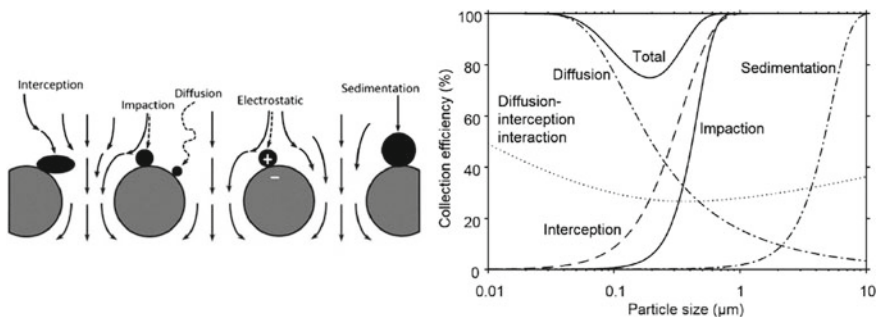 Interception
Impaction
Diffusion
Electrostatic
Sedimentation
+
−
Collection efficiency (%)
100
80
60
40
20
0
Total
Diffusion
Sedimentation
Diffusion-
interception
interaction
Impaction
Interception
0.01
0.1
1
10
Particle size (μm)